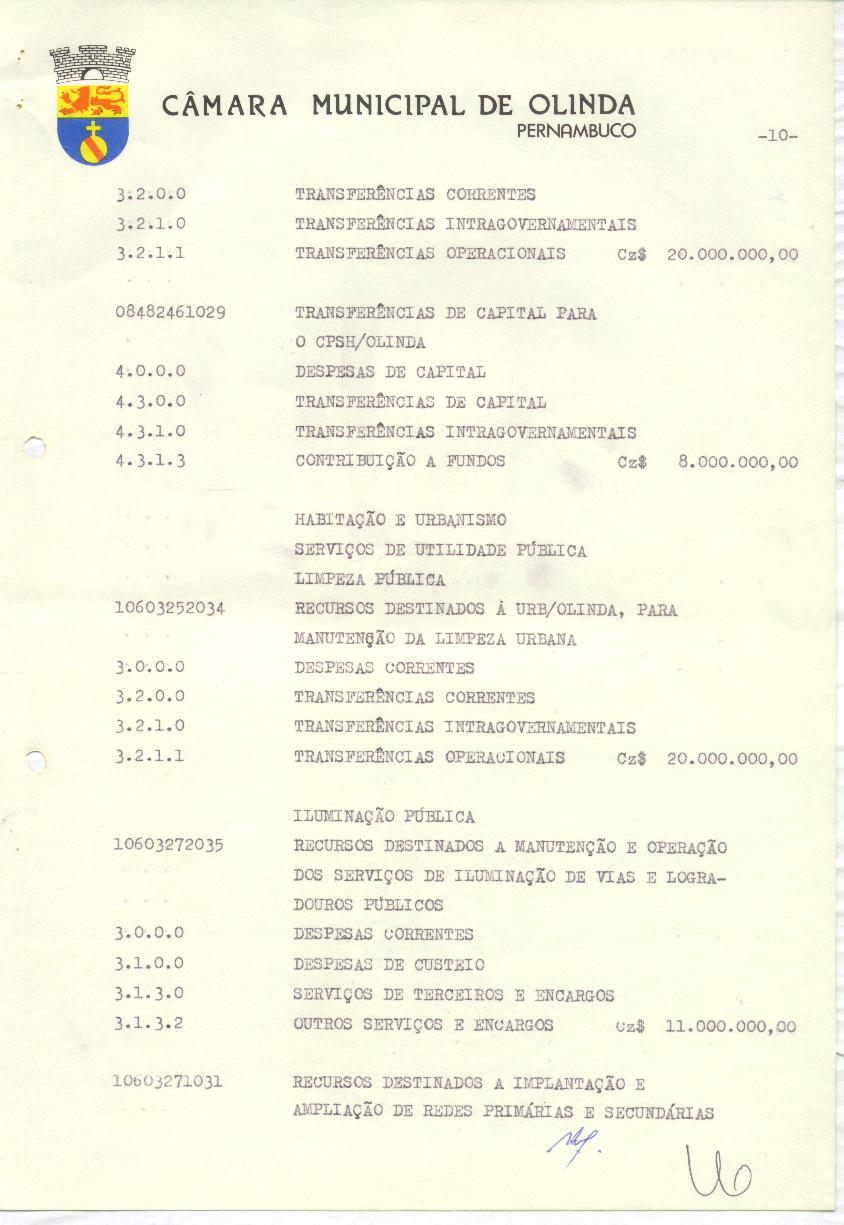 CÂMARA MUNICIPAL DE OLINDA
PERNAMBUCO
-10-
3.2.0.0 TRANSFERÊNCIAS CORRENTES
3.2.1.0 TRANSFERÊNCIAS INTRAGOVERNAMENTAIS
3.2.1.1 TRANSFERÊNCIAS OPERACIONAIS Cz$ 20.000.000,00
08482461029 TRANSFERÊNCIAS DE CAPITAL PARA
O CPSH/OLINDA
4.0.0.0 DESPESAS DE CAPITAL
4.3.0.0 TRANSFERÊNCIAS DE CAPITAL
4.3.1.0 TRANSFERÊNCIAS INTRAGOVERNAMENTAIS
4.3.1.3 CONTRIBUIÇÃO A FUNDOS Cz$ 8.000.000,00
HABITAÇÃO E URBANISMO
SERVIÇOS DE UTILIDADE PÚBLICA
LIMPEZA PÚBLICA
10603252034 RECURSOS DESTINADOS À URB/OLINDA, PARA
MANUTENÇÃO DA LIMPEZA URBANA
3.0.0.0 DESPESAS CORRENTES
3.2.0.0 TRANSFERÊNCIAS CORRENTES
3.2.1.0 TRANSFERÊNCIAS INTRAGOVERNAMENTAIS
3.2.1.1 TRANSFERÊNCIAS OPERACIONAIS Cz$ 20.000.000,00
ILUMINAÇÃO PÚBLICA
10603272035 RECURSOS DESTINADOS A MANUTENÇÃO E OPERAÇÃO
DOS SERVIÇOS DE ILUMINAÇÃO DE VIAS E LOGRA-
DOUROS PÚBLICOS
3.0.0.0 DESPESAS CORRENTES
3.1.0.0 DESPESAS DE CUSTEIO
3.1.3.0 SERVIÇOS DE TERCEIROS E ENCARGOS
3.1.3.2 OUTROS SERVIÇOS E ENCARGOS Cz$ 11.000.000,00
10603271031 RECURSOS DESTINADOS A IMPLANTAÇÃO E
AMPLIAÇÃO DE REDES PRIMÁRIAS E SECUNDÁRIAS